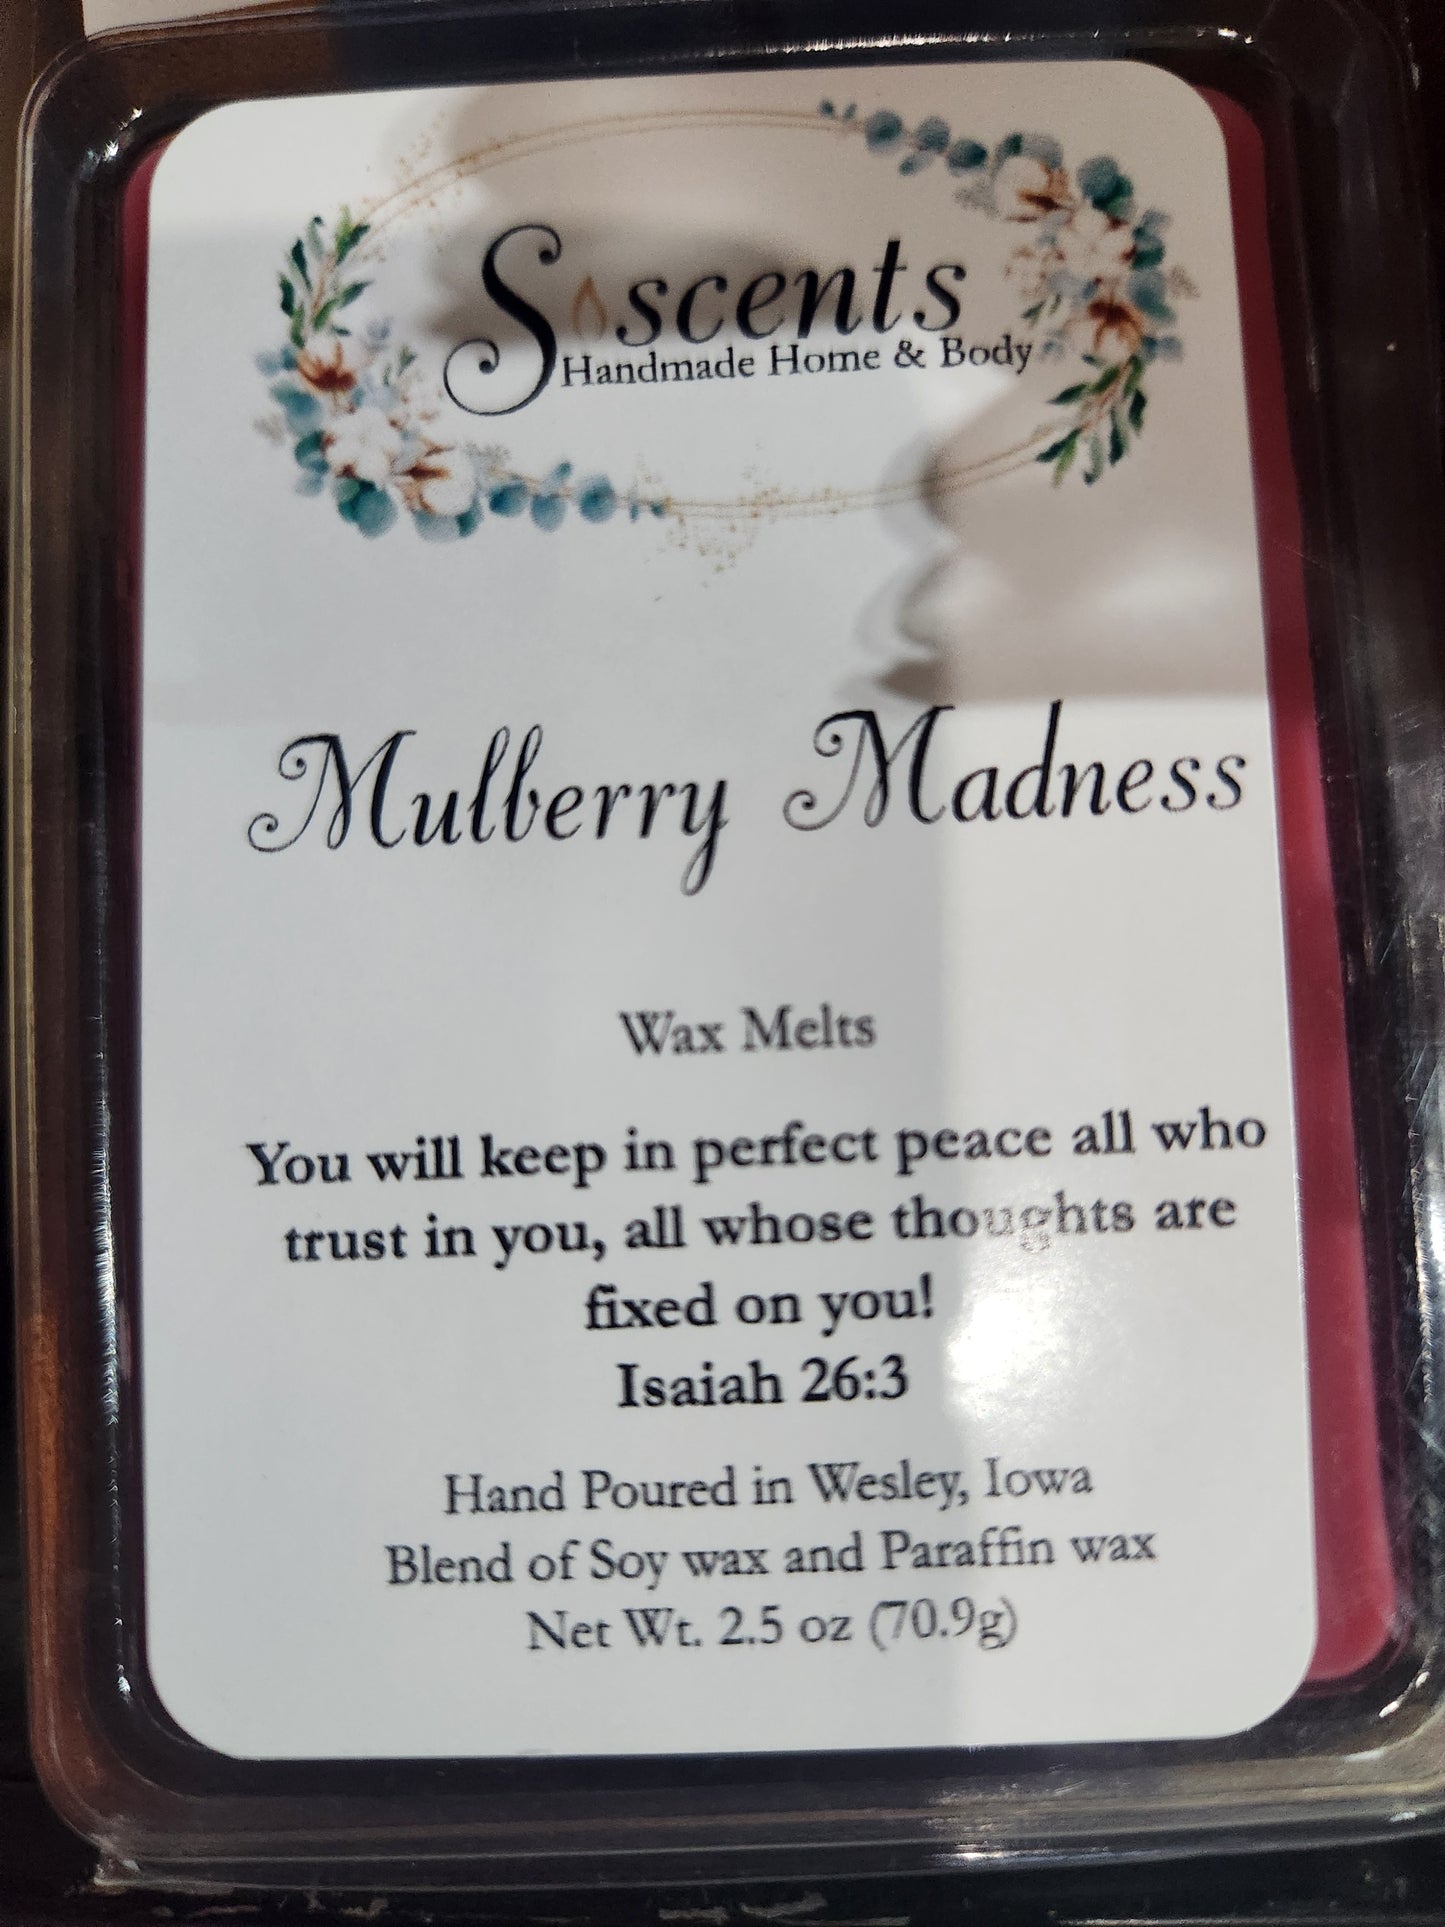 S scents
Handmade Home & Body
Mulberry Madness
Wax Melts
You will keep in perfect peace all who
trust in you, all whose thoughts are
fixed on you!
Isaiah 26:3
Hand Poured in Wesley, Iowa
Blend of Soy wax and Paraffin wax
Net Wt. 2.5 oz (70.9g)